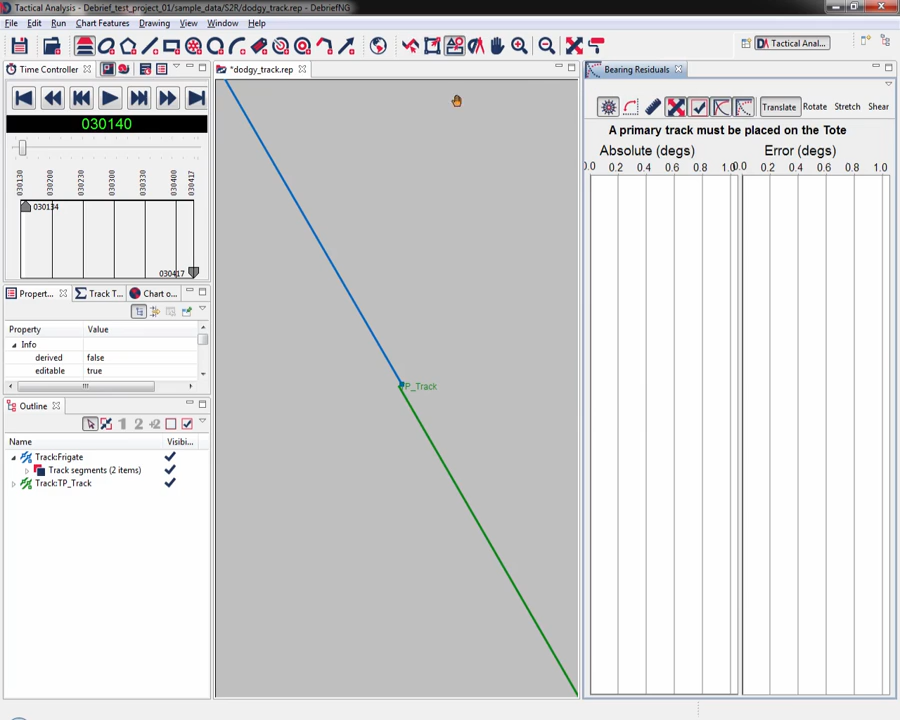 Tactical Analysis - Debrief_test_project_01/sample_data/S2R/dodgy_track.rep - DebriefNG
File Edit Run Chart Features Drawing View Window Help
Tactical Anal...
Time Controller
*dodgy_track.rep
Bearing Residuals
Translate Rotate Stretch Shear
030140
A primary track must be placed on the Tote
Absolute (degs) Error (degs)
0.0 0.2 0.4 0.6 0.8 1.0 0.0 0.2 0.4 0.6 0.8 1.0
030130 030200 030230 030300 030330 030400 030417
030134
030417
Propert... Track T... Chart o...
Property Value
Info
derived false
editable true
TP_Track
Outline
1 2 +2
Name Visibi...
Track:Frigate
Track segments (2 items)
Track:TP_Track